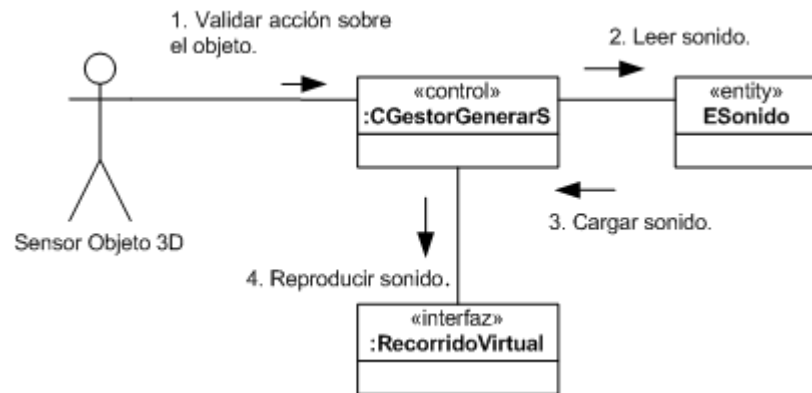 1. Validar acción sobre
el objeto.
2. Leer sonido.
«control»
:CGestorGenerarS
«entity»
ESonido
Sensor Objeto 3D
3. Cargar sonido.
4. Reproducir sonido.
«interfaz»
:RecorridoVirtual